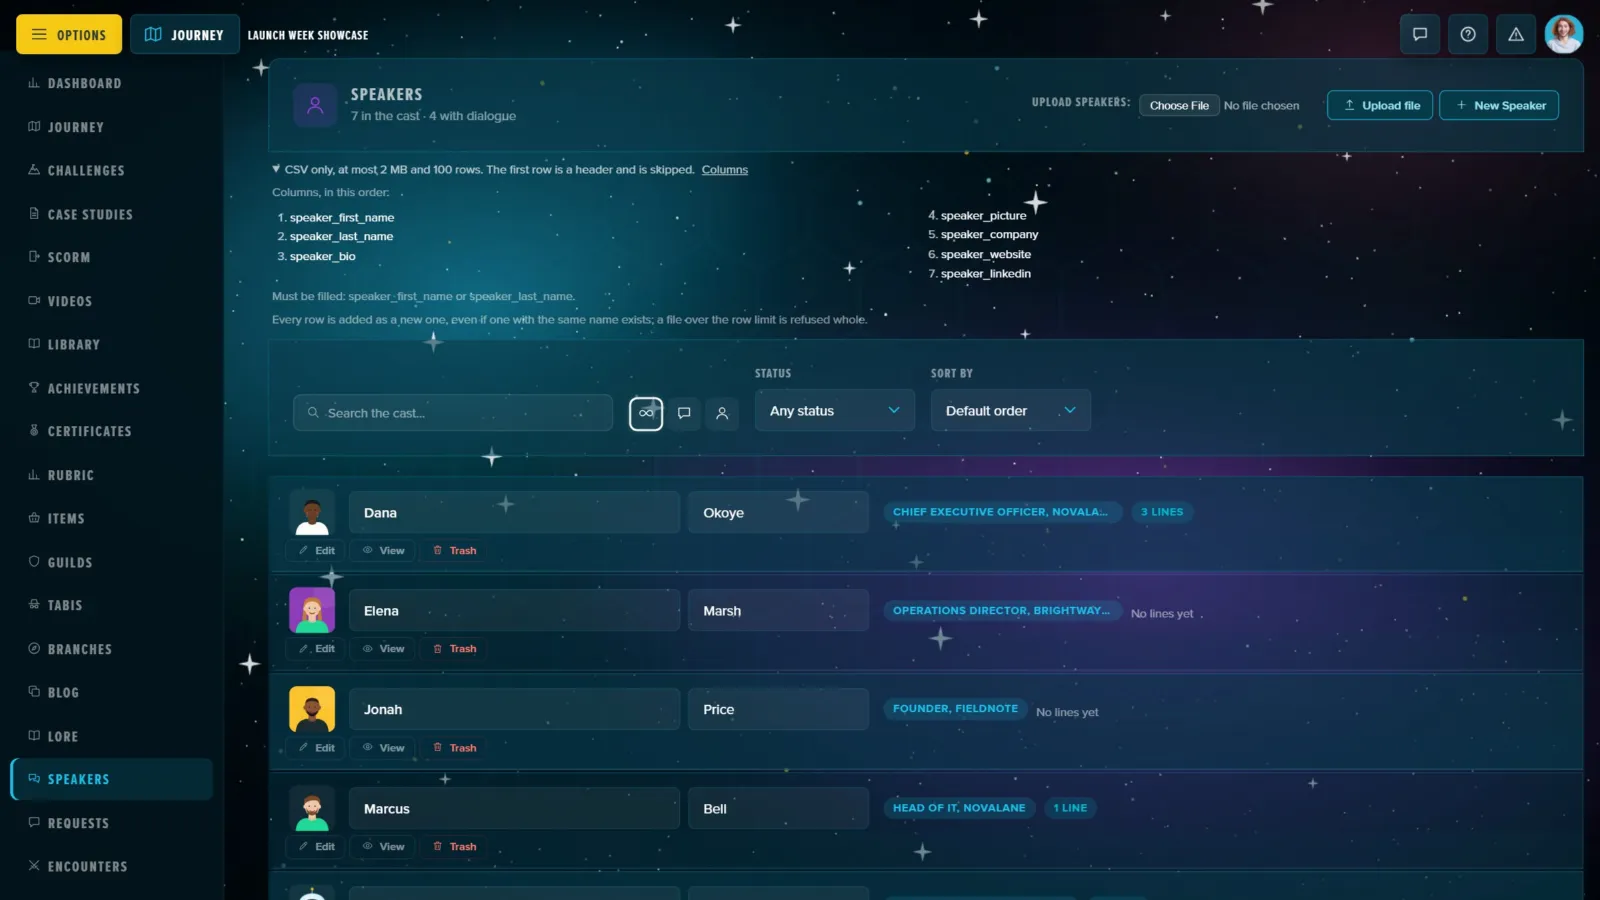 OPTIONS
JOURNEY
LAUNCH WEEK SHOWCASE
DASHBOARD
JOURNEY
CHALLENGES
CASE STUDIES
SCORM
VIDEOS
LIBRARY
ACHIEVEMENTS
CERTIFICATES
RUBRIC
ITEMS
GUILDS
TABIS
BRANCHES
BLOG
LORE
SPEAKERS
REQUESTS
ENCOUNTERS
SPEAKERS
7 in the cast · 4 with dialogue
UPLOAD SPEAKERS:
Choose File No file chosen
Upload file
New Speaker
CSV only, at most 2 MB and 100 rows. The first row is a header and is skipped. Columns
Columns, in this order:
1. speaker_first_name
2. speaker_last_name
3. speaker_bio
4. speaker_picture
5. speaker_company
6. speaker_website
7. speaker_linkedin
Must be filled: speaker_first_name or speaker_last_name.
Every row is added as a new one, even if one with the same name exists; a file over the row limit is refused whole.
Search the cast...
STATUS
Any status
SORT BY
Default order
Dana Okoye CHIEF EXECUTIVE OFFICER, NOVALA... 3 LINES
Edit View Trash
Elena Marsh OPERATIONS DIRECTOR, BRIGHTWAY... No lines yet
Edit View Trash
Jonah Price FOUNDER, FIELDNOTE No lines yet
Edit View Trash
Marcus Bell HEAD OF IT, NOVALANE 1 LINE
Edit View Trash